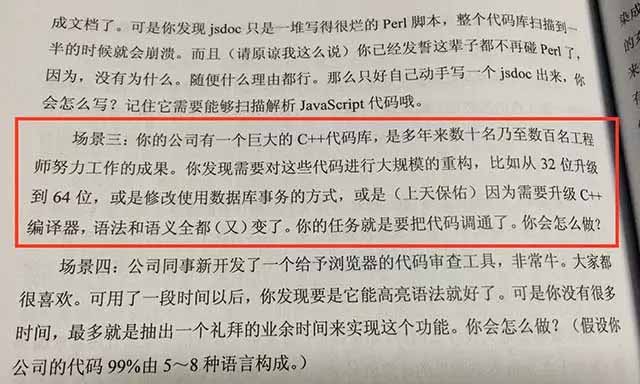 成文档了。可是你发现 jsdoc 只是一堆写得很烂的 Perl 脚本，整个代码库扫描到一
半的时候就会崩溃。而且（请原谅我这么说）你已经发誓这辈子都不再碰 Perl 了，
因为，没有为什么。随便什么理由都行。那么只好自己动手写一个 jsdoc 出来，你
会怎么写？记住它需要能够扫描解析 JavaScript 代码哦。
场景三：你的公司有一个巨大的 C++代码库，是多年来数十名乃至数百名工程
师努力工作的成果。你发现需要对这些代码进行大规模的重构，比如从 32 位升级
到 64 位，或是修改使用数据库事务的方式，或是（上天保佑）因为需要升级 C++
编译器，语法和语义全都（又）变了。你的任务就是要把代码调通了。你会怎么做？
场景四：公司同事新开发了一个给予浏览器的代码审查工具，非常牛。大家都
很喜欢。可用了一段时间以后，你发现要是它能高亮语法就好了。可是你没有很多
时间，最多就是抽出一个礼拜的业余时间来实现这个功能。你会怎么做？（假设你
公司的代码 99%由 5～8 种语言构成。）
染成
的
来
有